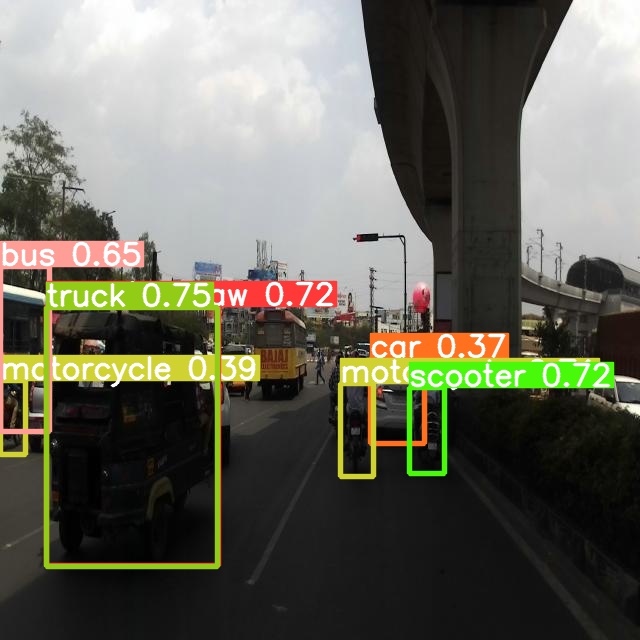 bus 0.65
truck 0.75
aw 0.72
car 0.37
motorcycle 0.39
moto
scooter 0.72
BAJAJ